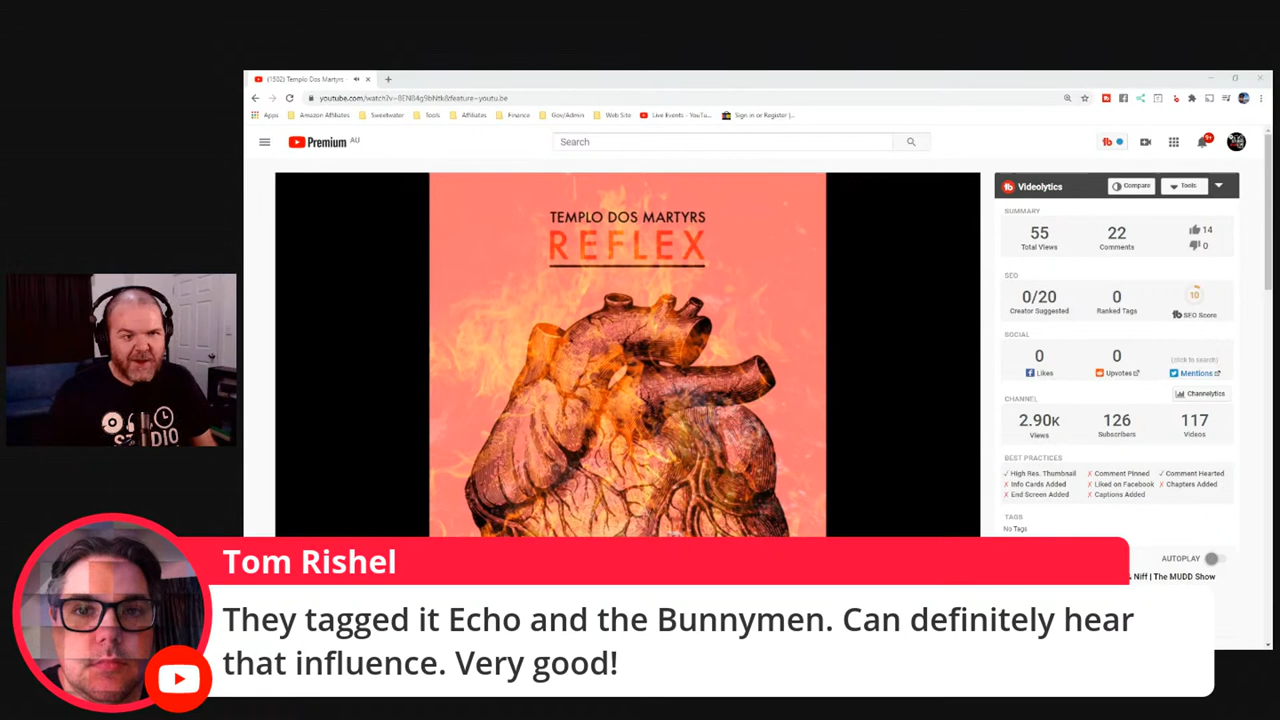 (1502) Templo Dos Martyrs
youtube.com/watch?v=8ENB4g9bNtk&feature=youtu.be
Apps Amazon Affiliates Sweetwater Tools Affiliates Finance Gov/Admin Web Site Live Events - YouTu... Sign in or Register |...
Premium AU
Search
9+
Videolytics Compare Tools
SUMMARY
55 22 14
Total Views Comments 0
SEO
0/20 0 10
Creator Suggested Ranked Tags SEO Score
SOCIAL
0 0 (click to search)
Likes Upvotes Mentions
CHANNEL Channelytics
2.90K 126 117
Views Subscribers Videos
BEST PRACTICES
✓ High Res. Thumbnail ✗ Comment Pinned ✓ Comment Hearted
✗ Info Cards Added ✗ Liked on Facebook ✗ Chapters Added
✗ End Screen Added ✗ Captions Added
TAGS
No Tags
AUTOPLAY
Niff | The MUDD Show
TEMPLO DOS MARTYRS
REFLEX
Tom Rishel
They tagged it Echo and the Bunnymen. Can definitely hear
that influence. Very good!